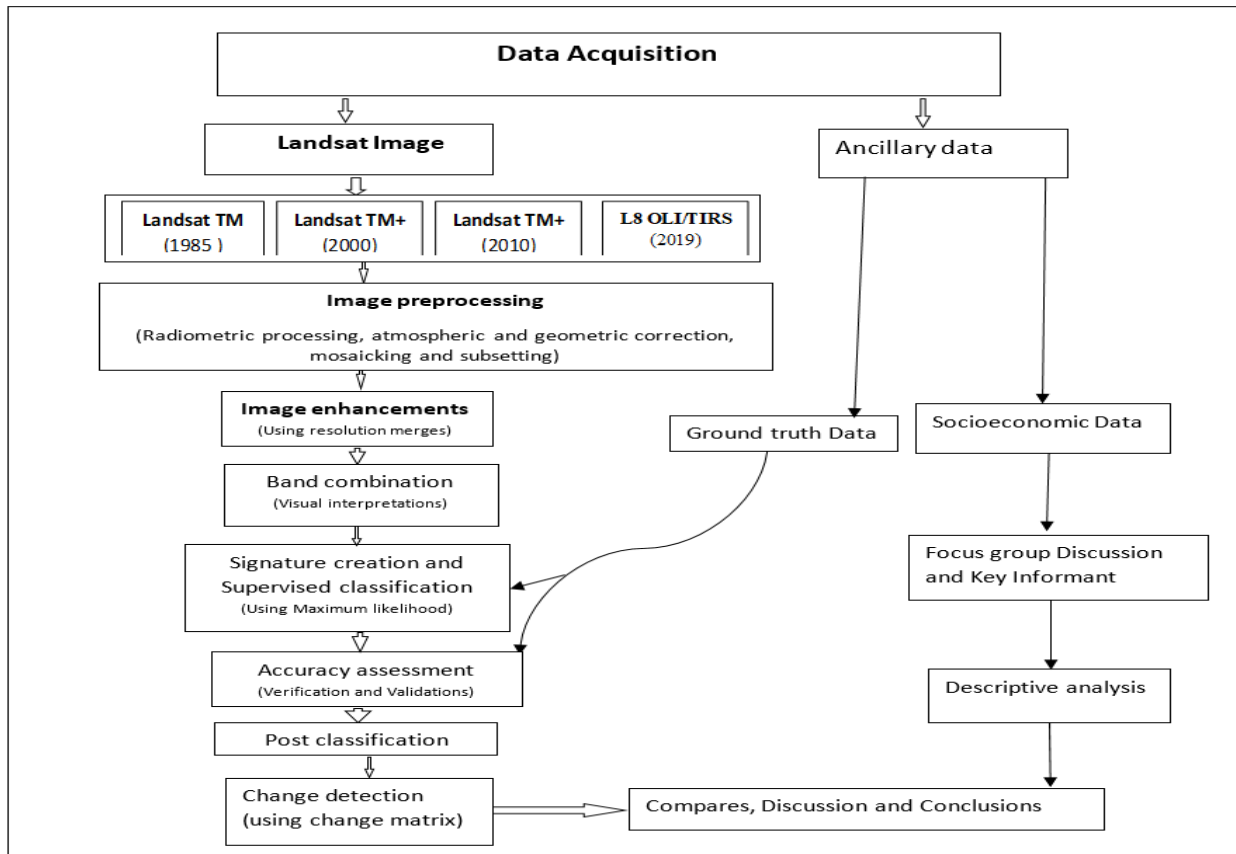 Data Acquisition
Landsat Image
Ancillary data
Landsat TM
(1985 )
Landsat TM+
(2000)
Landsat TM+
(2010)
L8 OLI/TIRS
(2019)
Image preprocessing
(Radiometric processing, atmospheric and geometric correction,
mosaicking and subsetting)
Image enhancements
(Using resolution merges)
Ground truth Data
Socioeconomic Data
Band combination
(Visual interpretations)
Signature creation and
Supervised classification
(Using Maximum likelihood)
Focus group Discussion
and Key Informant
Accuracy assessment
(Verification and Validations)
Descriptive analysis
Post classification
Change detection
(using change matrix)
Compares, Discussion and Conclusions